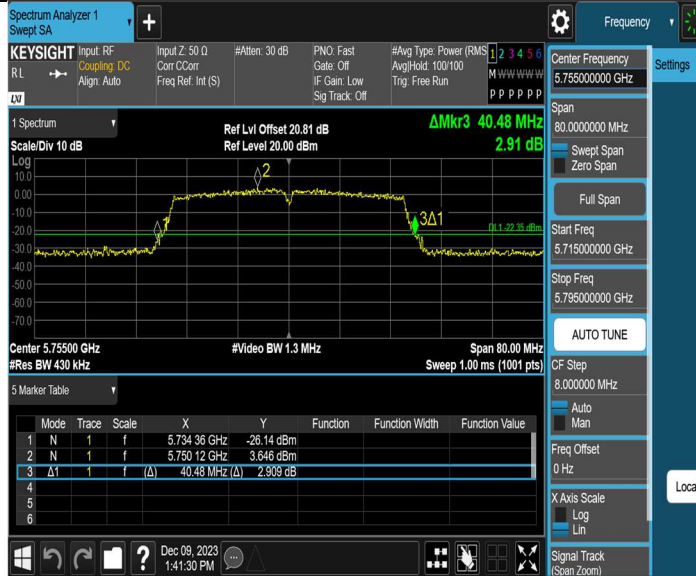 Spectrum Analyzer 1
Swept SA
+
Frequency
KEYSIGHT
RL
LXI
Input: RF
Coupling: DC
Align: Auto
Input Z: 50 Ω
Corr CCorr
Freq Ref: Int (S)
#Atten: 30 dB
PNO: Fast
Gate: Off
IF Gain: Low
Sig Track: Off
#Avg Type: Power (RMS
Avg|Hold: 100/100
Trig: Free Run
1 2 3 4 5 6
M W W W W W
P P P P P P
1 Spectrum
Scale/Div 10 dB
Ref Lvl Offset 20.81 dB
Ref Level 20.00 dBm
ΔMkr3 40.48 MHz
2.91 dB
Log
10.0
0.00
-10.0
-20.0
-30.0
-40.0
-50.0
-60.0
-70.0
2
1
3Δ1
DL1 -22.35 dBm
Center 5.75500 GHz
#Video BW 1.3 MHz
Span 80.00 MHz
#Res BW 430 kHz
Sweep 1.00 ms (1001 pts)
5 Marker Table
Mode Trace Scale X Y Function Function Width Function Value
1 N 1 f 5.734 36 GHz -26.14 dBm
2 N 1 f 5.750 12 GHz 3.646 dBm
3 Δ1 1 f (Δ) 40.48 MHz (Δ) 2.909 dB
4
5
6
Dec 09, 2023
1:41:30 PM
?
Center Frequency
5.755000000 GHz
Settings
Span
80.0000000 MHz
Swept Span
Zero Span
Full Span
Start Freq
5.715000000 GHz
Stop Freq
5.795000000 GHz
AUTO TUNE
CF Step
8.000000 MHz
Auto
Man
Freq Offset
0 Hz
X Axis Scale
Log
Lin
Loca
Signal Track
(Span Zoom)